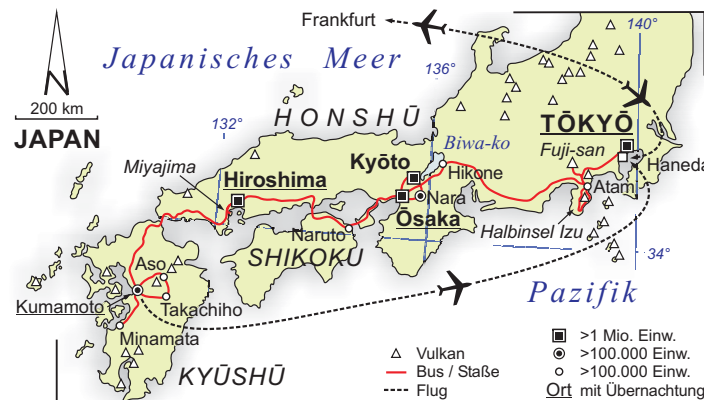 Frankfurt
140°
Japanisches Meer
136°
200 km
JAPAN
132°
HONSHŪ
TŌKYŌ
Biwa-ko
Fuji-san
Haneda
Miyajima
Kyōto
Hikone
Hiroshima
Nara
Atami
Ōsaka
Halbinsel Izu
Naruto
SHIKOKU
34°
Aso
Kumamoto
Takachiho
Pazifik
Minamata
KYŪSHŪ
Vulkan
Bus / Staße
Flug
>1 Mio. Einw.
>100.000 Einw.
>100.000 Einw.
Ort mit Übernachtung